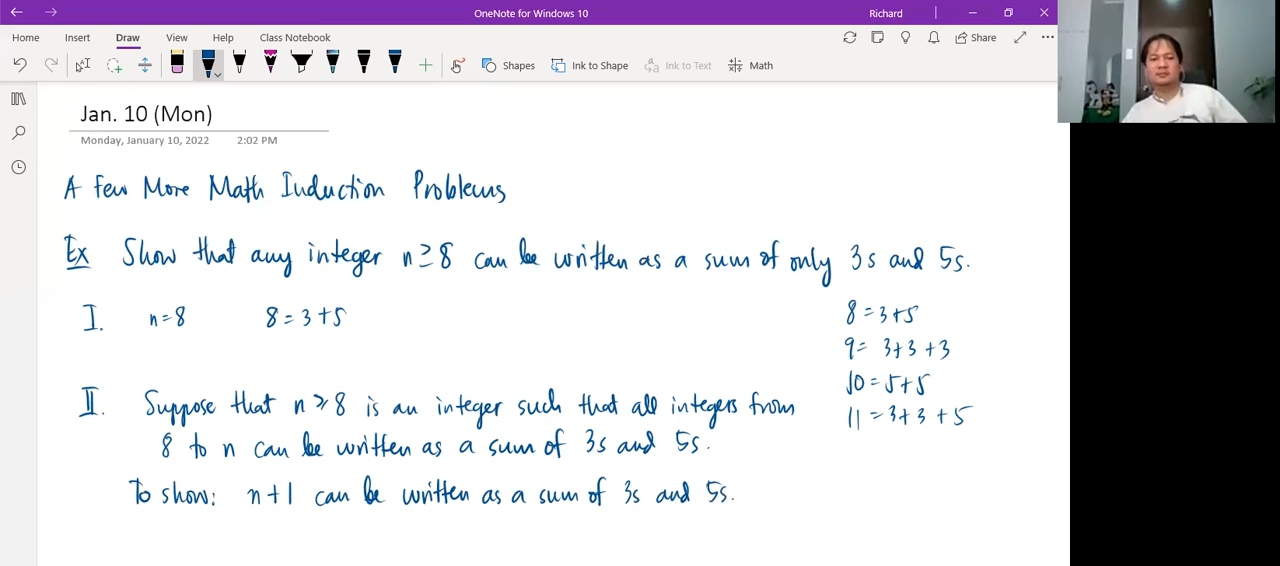 OneNote for Windows 10
Richard
Home Insert Draw View Help Class Notebook
Share
Shapes Ink to Shape Ink to Text Math
Jan. 10 (Mon)
Monday, January 10, 2022 2:02 PM
A Few More Math Induction Problems
Ex Show that any integer n ≥ 8 can be written as a sum of only 3s and 5s.
I. n = 8 8 = 3 + 5
8 = 3 + 5
9 = 3 + 3 + 3
10 = 5 + 5
11 = 3 + 3 + 5
II. Suppose that n ≥ 8 is an integer such that all integers from
8 to n can be written as a sum of 3s and 5s.
To show: n + 1 can be written as a sum of 3s and 5s.